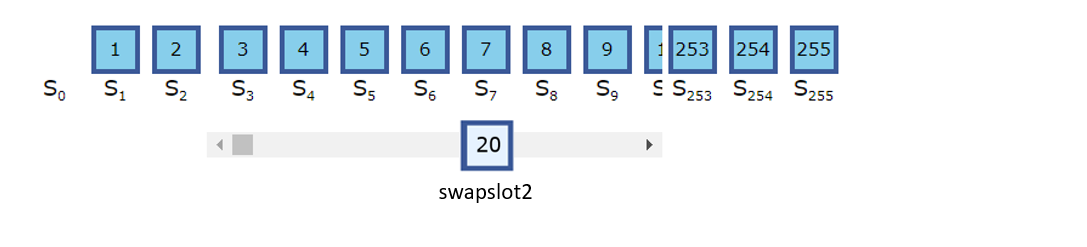 1 2 3 4 5 6 7 8 9 253 254 255
S₀ S₁ S₂ S₃ S₄ S₅ S₆ S₇ S₈ S₉ S₂₅₃ S₂₅₄ S₂₅₅
20
swapslot2